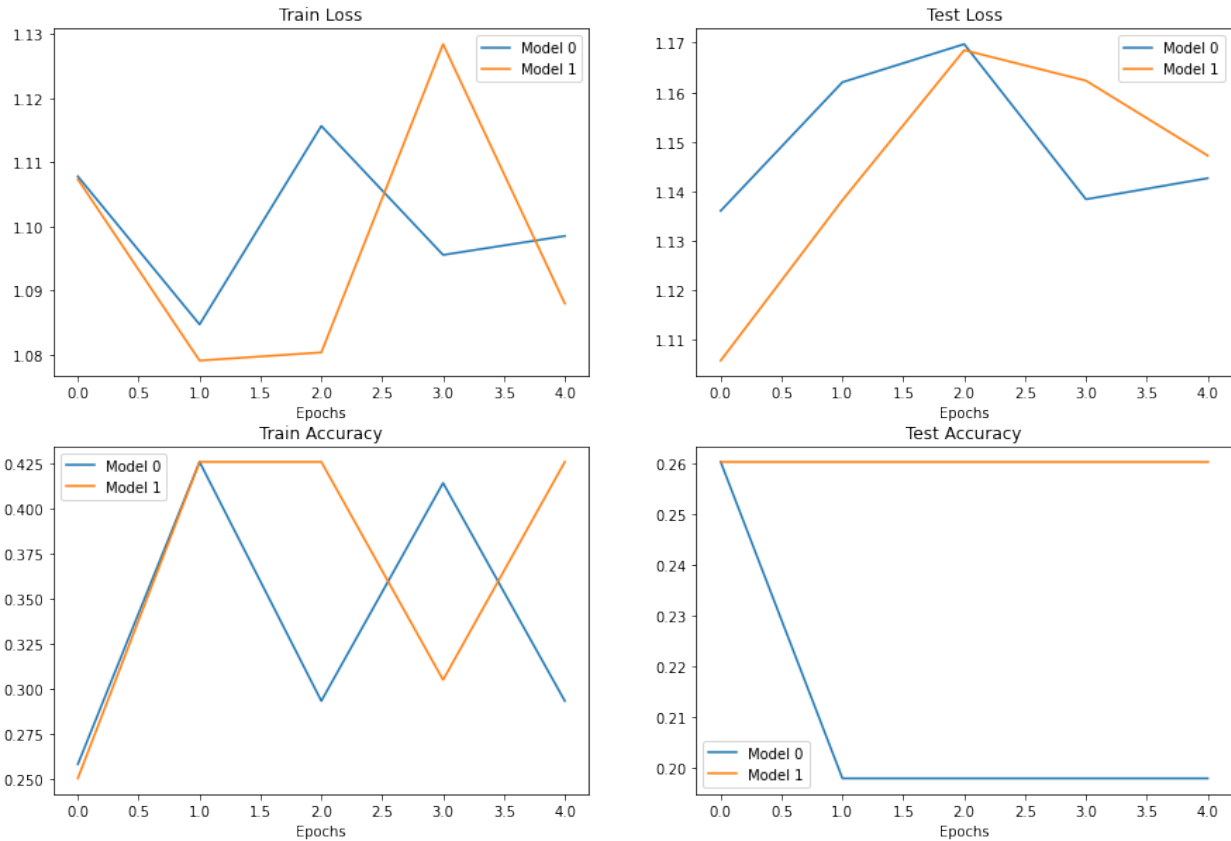 Train Loss
1.13
1.12
1.11
1.10
1.09
1.08
Model 0
Model 1
0.0 0.5 1.0 1.5 2.0 2.5 3.0 3.5 4.0
Epochs
Test Loss
1.17
1.16
1.15
1.14
1.13
1.12
1.11
Model 0
Model 1
0.0 0.5 1.0 1.5 2.0 2.5 3.0 3.5 4.0
Epochs
Train Accuracy
0.425
0.400
0.375
0.350
0.325
0.300
0.275
0.250
Model 0
Model 1
0.0 0.5 1.0 1.5 2.0 2.5 3.0 3.5 4.0
Epochs
Test Accuracy
0.26
0.25
0.24
0.23
0.22
0.21
0.20
Model 0
Model 1
0.0 0.5 1.0 1.5 2.0 2.5 3.0 3.5 4.0
Epochs